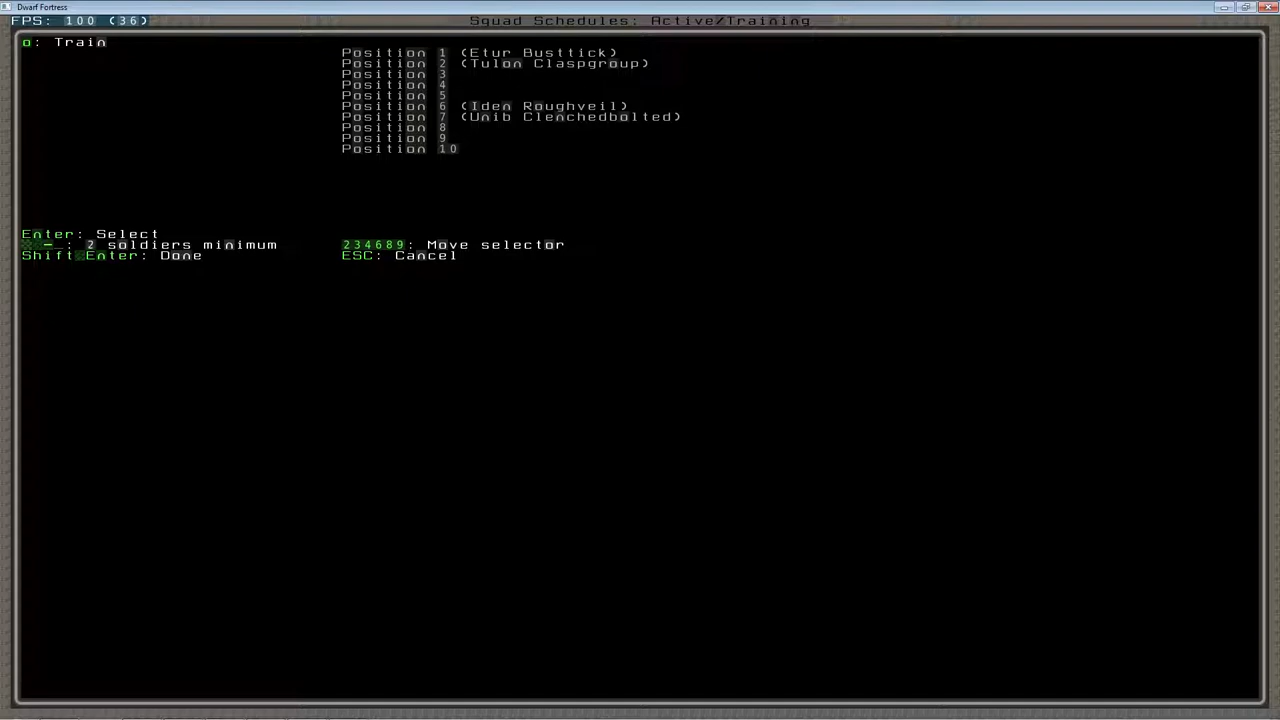 Dwarf Fortress
FPS: 100 (36)
Squad Schedules: Active/Training
o: Train
Position 1 (Etur Busttick)
Position 2 (Tulon Claspgroup)
Position 3
Position 4
Position 5
Position 6 (Iden Roughveil)
Position 7 (Unib Clenchedbolted)
Position 8
Position 9
Position 10
Enter: Select
: 2 soldiers minimum
234689: Move selector
Shift Enter: Done
ESC: Cancel